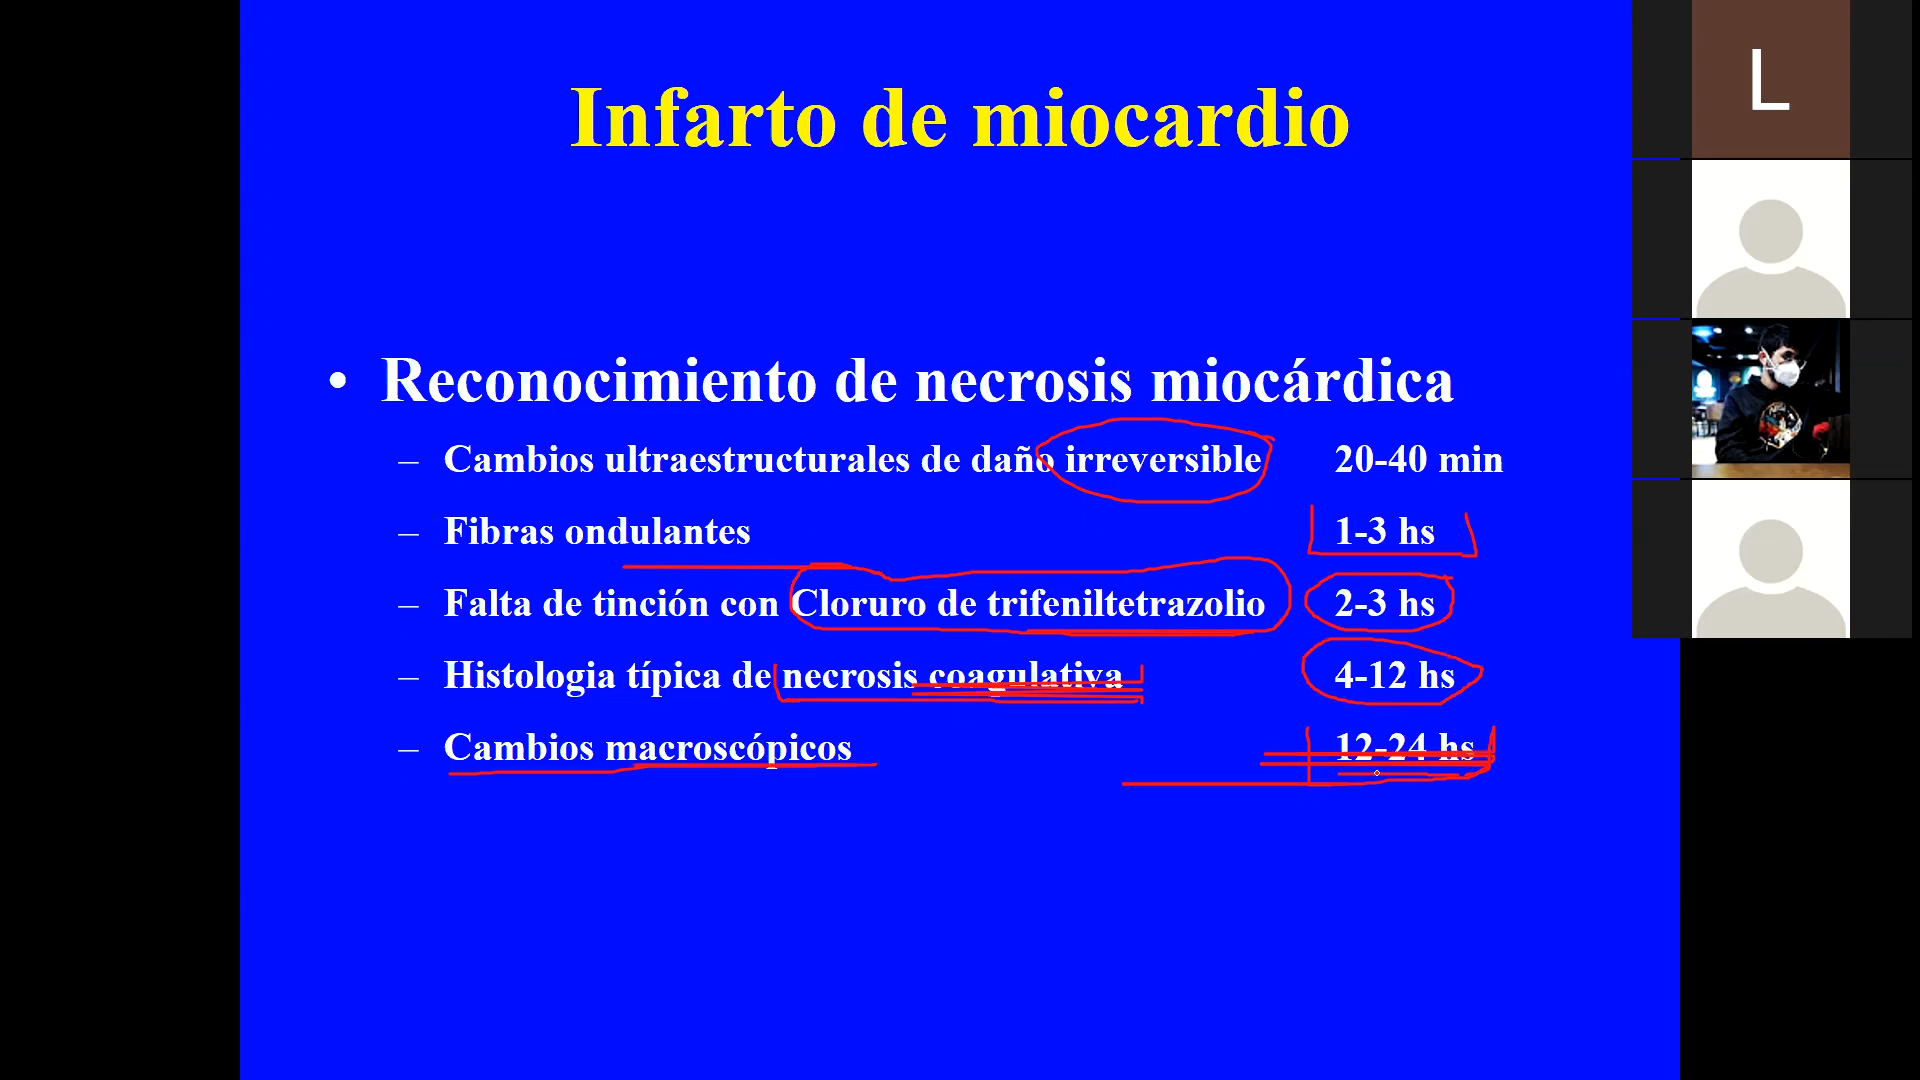 Infarto de miocardio
• Reconocimiento de necrosis miocárdica
– Cambios ultraestructurales de daño irreversible 20-40 min
– Fibras ondulantes 1-3 hs
– Falta de tinción con Cloruro de trifeniltetrazolio 2-3 hs
– Histologia típica de necrosis coagulativa 4-12 hs
– Cambios macroscópicos 12-24 hs
L